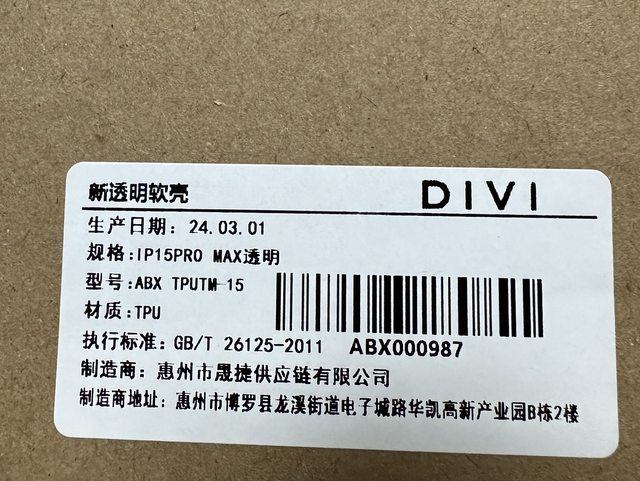 新透明软壳 DIVI
生产日期: 24.03.01
规格:IP15PRO MAX透明
型号:ABX TPUTM-15
材质:TPU
执行标准:GB/T 26125-2011 ABX000987
制造商: 惠州市晟捷供应链有限公司
制造商地址: 惠州市博罗县龙溪街道电子城路华凯高新产业园B栋2楼